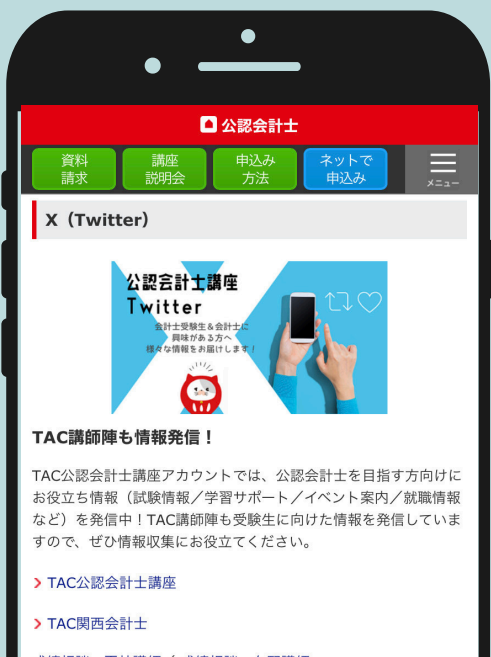 公認会計士
資料
請求
講座
説明会
申込み
方法
ネットで
申込み
メニュー
X（Twitter）
公認会計士講座
Twitter
会計士受験生＆会計士に
興味がある方へ
様々な情報をお届けします！
TAC講師陣も情報発信！
TAC公認会計士講座アカウントでは、公認会計士を目指す方向けに
お役立ち情報（試験情報／学習サポート／イベント案内／就職情報
など）を発信中！TAC講師陣も受験生に向けた情報を発信していま
すので、ぜひ情報収集にお役立てください。
TAC公認会計士講座
TAC関西会計士